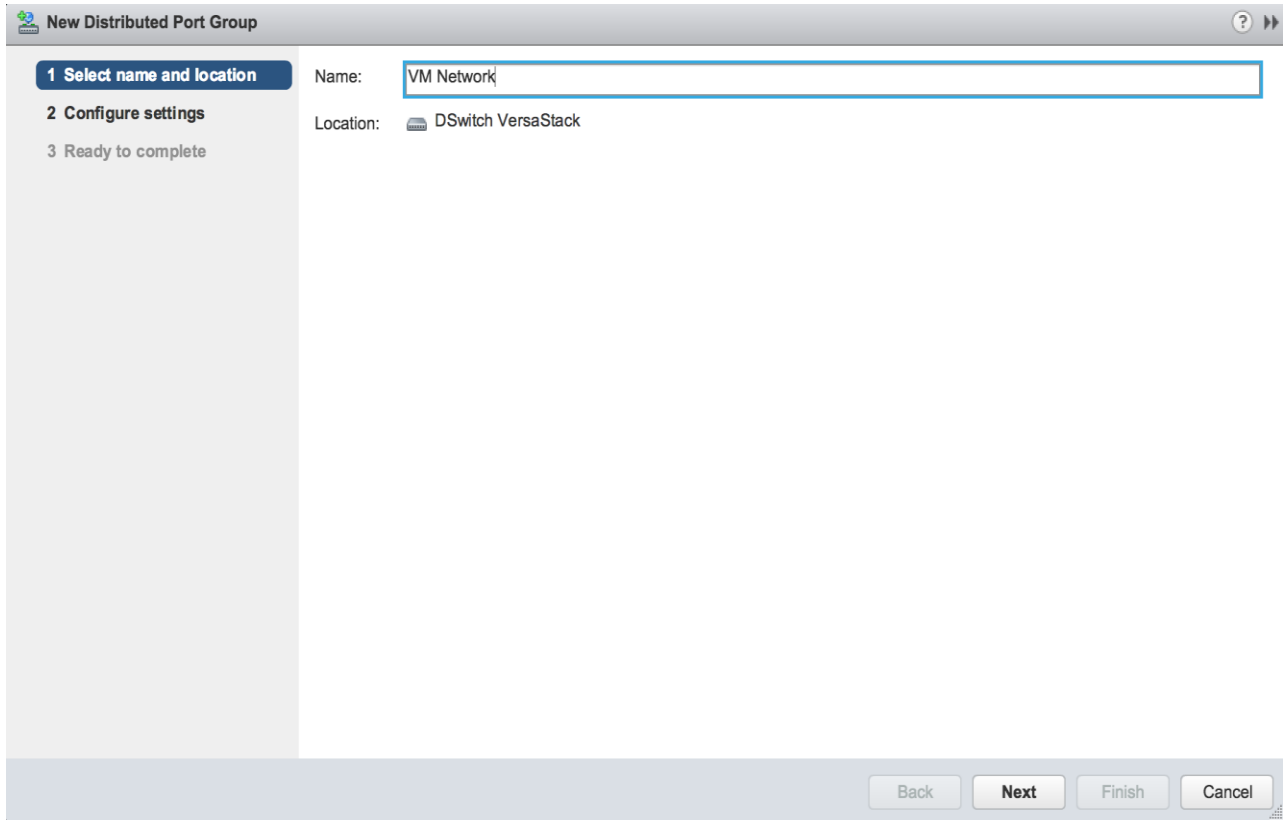 New Distributed Port Group
?
1 Select name and location
2 Configure settings
3 Ready to complete
Name: VM Network
Location: DSwitch VersaStack
Back Next Finish Cancel